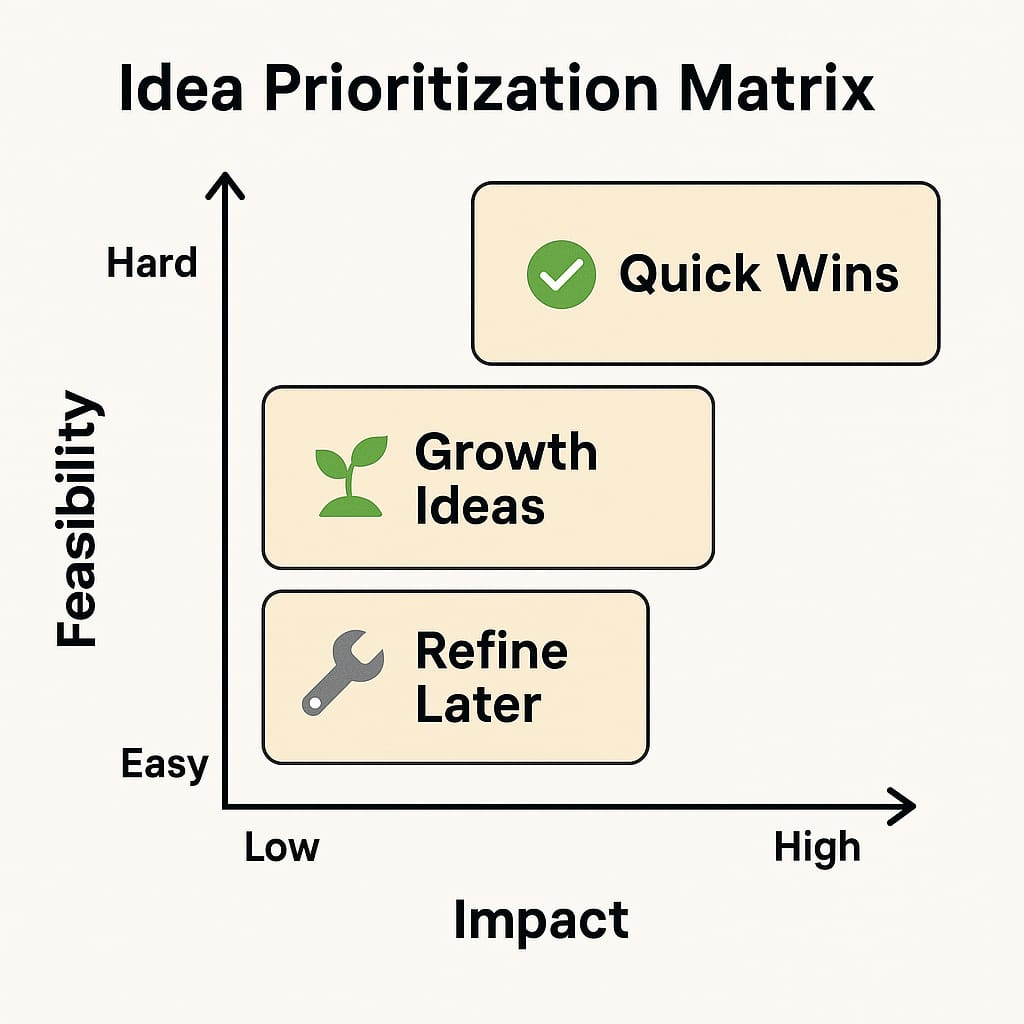 Idea Prioritization Matrix
Hard
Quick Wins
Feasibility
Growth
Ideas
Refine
Later
Easy
Low
High
Impact